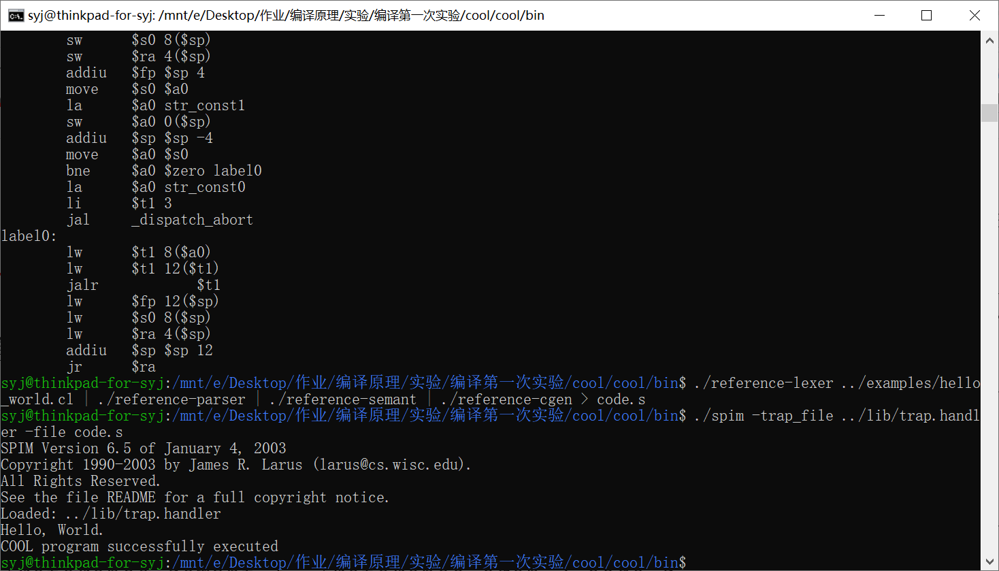 syj@thinkpad-for-syj: /mnt/e/Desktop/作业/编译原理/实验/编译第一次实验/cool/cool/bin
sw $s0 8($sp)
sw $ra 4($sp)
addiu $fp $sp 4
move $s0 $a0
la $a0 str_const1
sw $a0 0($sp)
addiu $sp $sp -4
move $a0 $s0
bne $a0 $zero label0
la $a0 str_const0
li $t1 3
jal _dispatch_abort
label0:
lw $t1 8($a0)
lw $t1 12($t1)
jalr $t1
lw $fp 12($sp)
lw $s0 8($sp)
lw $ra 4($sp)
addiu $sp $sp 12
jr $ra
syj@thinkpad-for-syj:/mnt/e/Desktop/作业/编译原理/实验/编译第一次实验/cool/cool/bin$ ./reference-lexer ../examples/hello
_world.cl | ./reference-parser | ./reference-semant | ./reference-cgen > code.s
syj@thinkpad-for-syj:/mnt/e/Desktop/作业/编译原理/实验/编译第一次实验/cool/cool/bin$ ./spim -trap_file ../lib/trap.handl
er -file code.s
SPIM Version 6.5 of January 4, 2003
Copyright 1990-2003 by James R. Larus (larus@cs.wisc.edu).
All Rights Reserved.
See the file README for a full copyright notice.
Loaded: ../lib/trap.handler
Hello, World.
COOL program successfully executed
syj@thinkpad-for-syj:/mnt/e/Desktop/作业/编译原理/实验/编译第一次实验/cool/cool/bin$